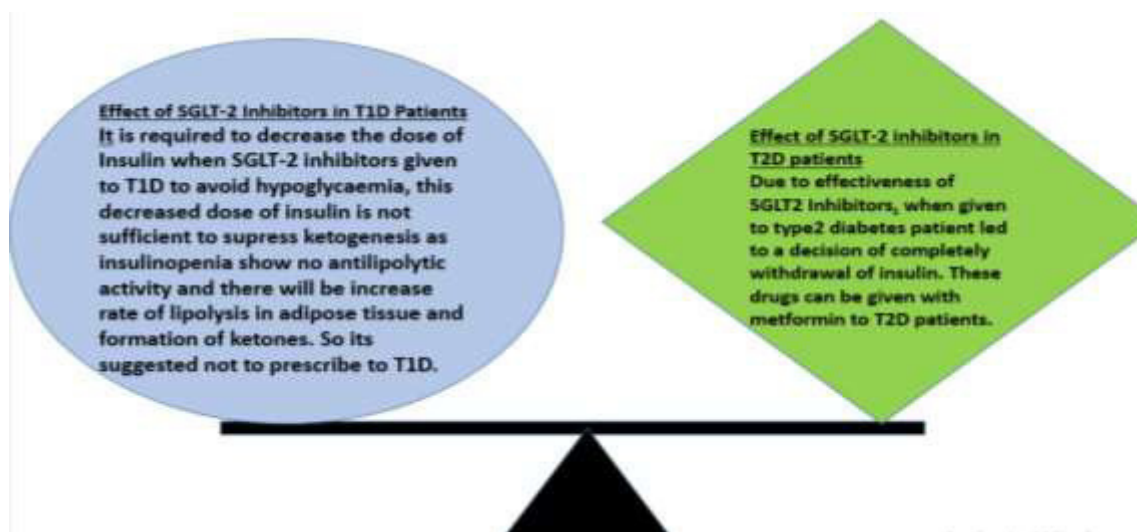 Effect of SGLT-2 Inhibitors in T1D Patients
It is required to decrease the dose of
Insulin when SGLT-2 inhibitors given
to T1D to avoid hypoglycaemia, this
decreased dose of insulin is not
sufficient to supress ketogenesis as
insulinopenia show no antilipolytic
activity and there will be increase
rate of lipolysis in adipose tissue and
formation of ketones. So its
suggested not to prescribe to T1D.
Effect of SGLT-2 inhibitors in
T2D patients
Due to effectiveness of
SGLT2 Inhibitors, when given
to type2 diabetes patient led
to a decision of completely
withdrawal of insulin. These
drugs can be given with
metformin to T2D patients.